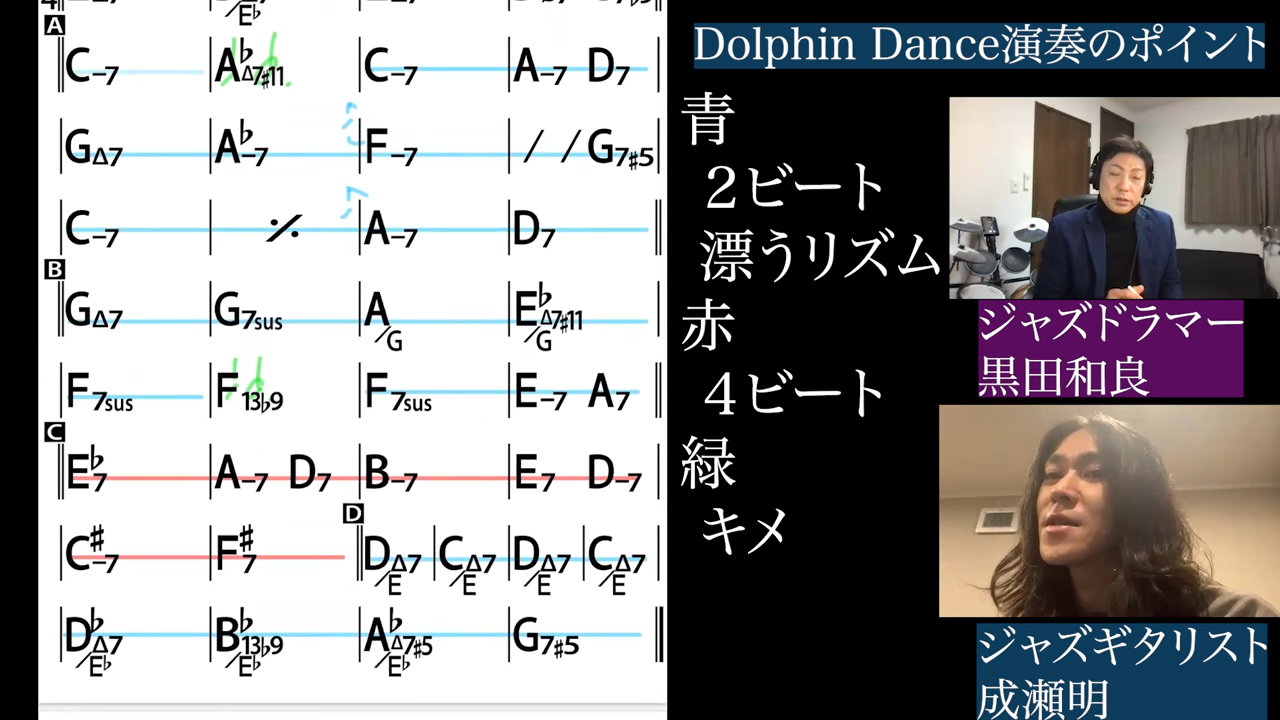 Dolphin Dance演奏のポイント
A
C-7 A♭Δ7♯11 C-7 A-7 D7
GΔ7 A♭-7 F-7 / / G7♯5
C-7 ٪ A-7 D7
B
GΔ7 G7sus A/G E♭Δ7♯11/G
F7sus F13♭9 F7sus E-7 A7
C
E♭7 A-7 D7 B-7 E7 D-7
D
C♯-7 F♯7 DΔ7/E CΔ7/E DΔ7/E CΔ7/E
D♭Δ7/E♭ B♭13♭9/E♭ A♭Δ7♯5/E♭ G7♯5
青
2ビート
漂うリズム
赤
4ビート
緑
キメ
ジャズドラマー
黒田和良
ジャズギタリスト
成瀬明